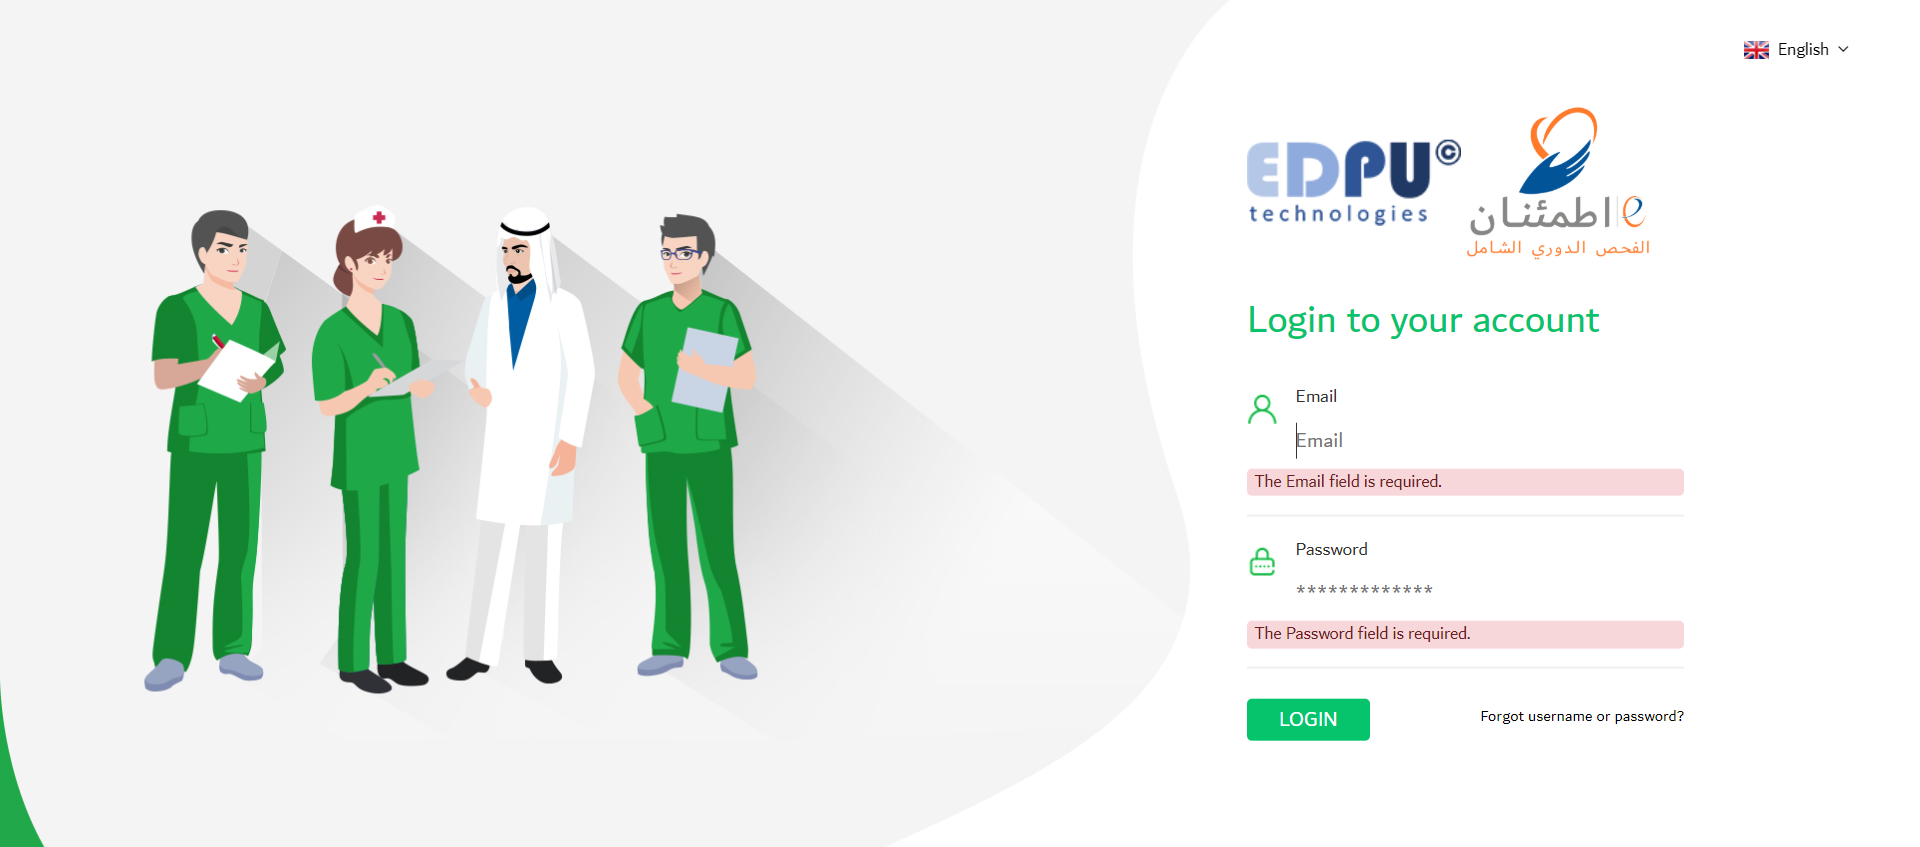 English
EDPU©
technologies
اطمئنان e
الفحص الدوري الشامل
Login to your account
Email
Email
The Email field is required.
Password
*************
The Password field is required.
LOGIN
Forgot username or password?